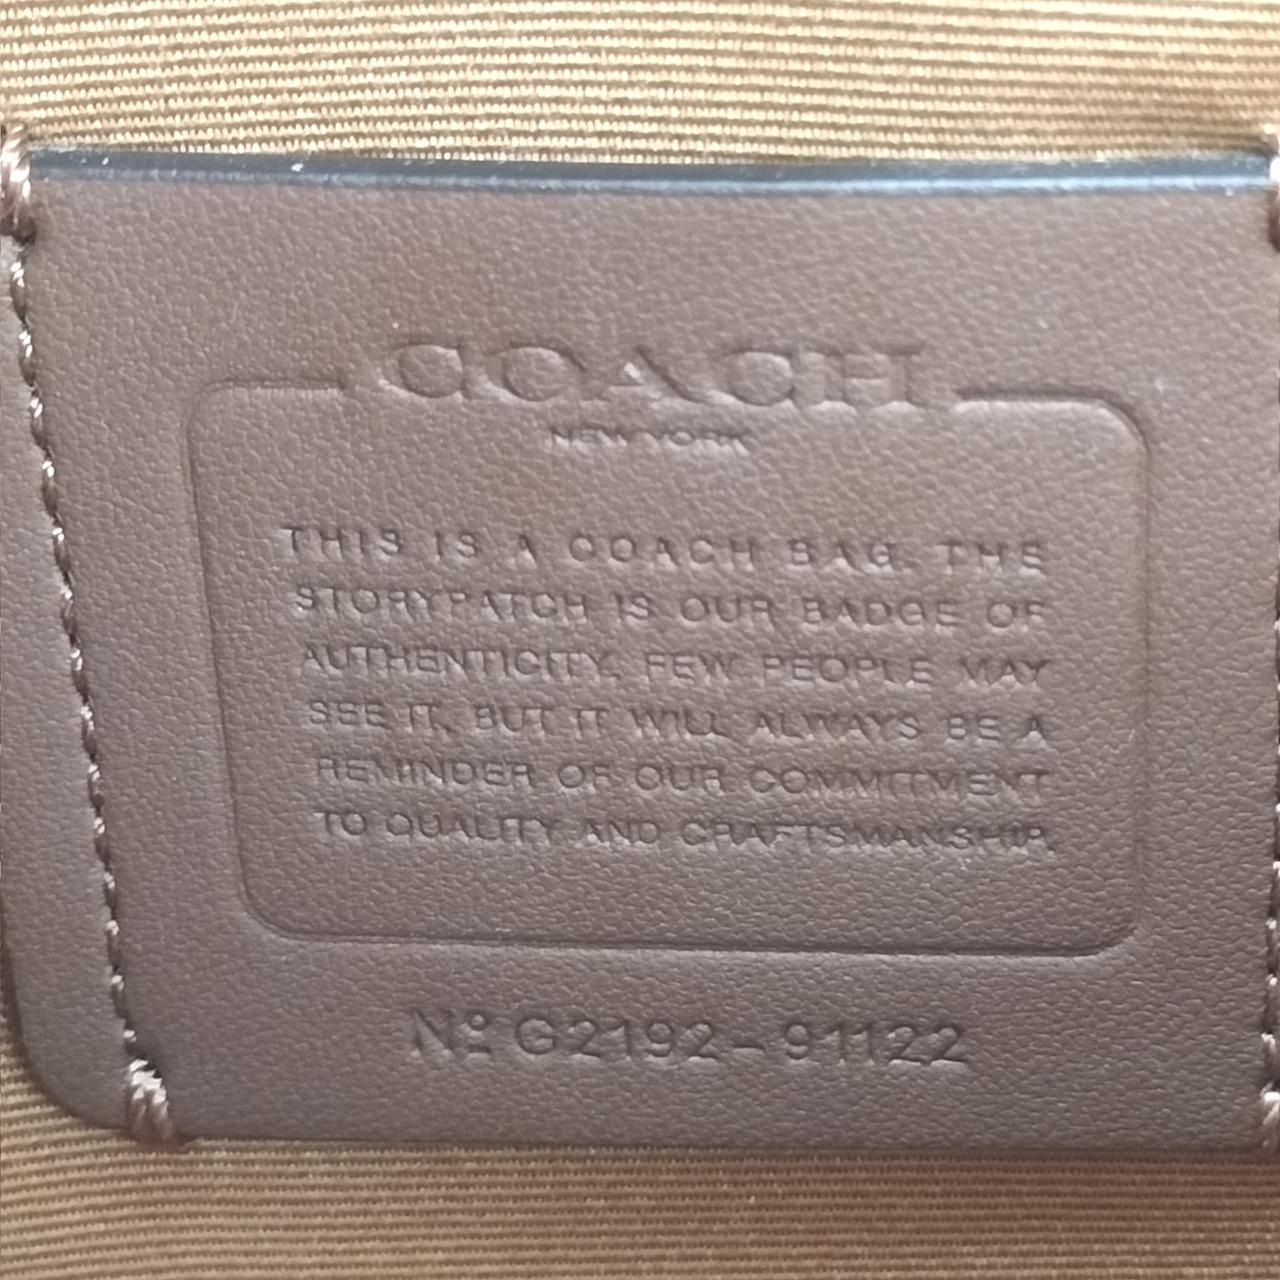 COACH
NEW YORK
THIS IS A COACH BAG. THE
STORYPATCH IS OUR BADGE OF
AUTHENTICITY. FEW PEOPLE MAY
SEE IT, BUT IT WILL ALWAYS BE A
REMINDER OF OUR COMMITMENT
TO QUALITY AND CRAFTSMANSHIP.
Nº G2192-91122